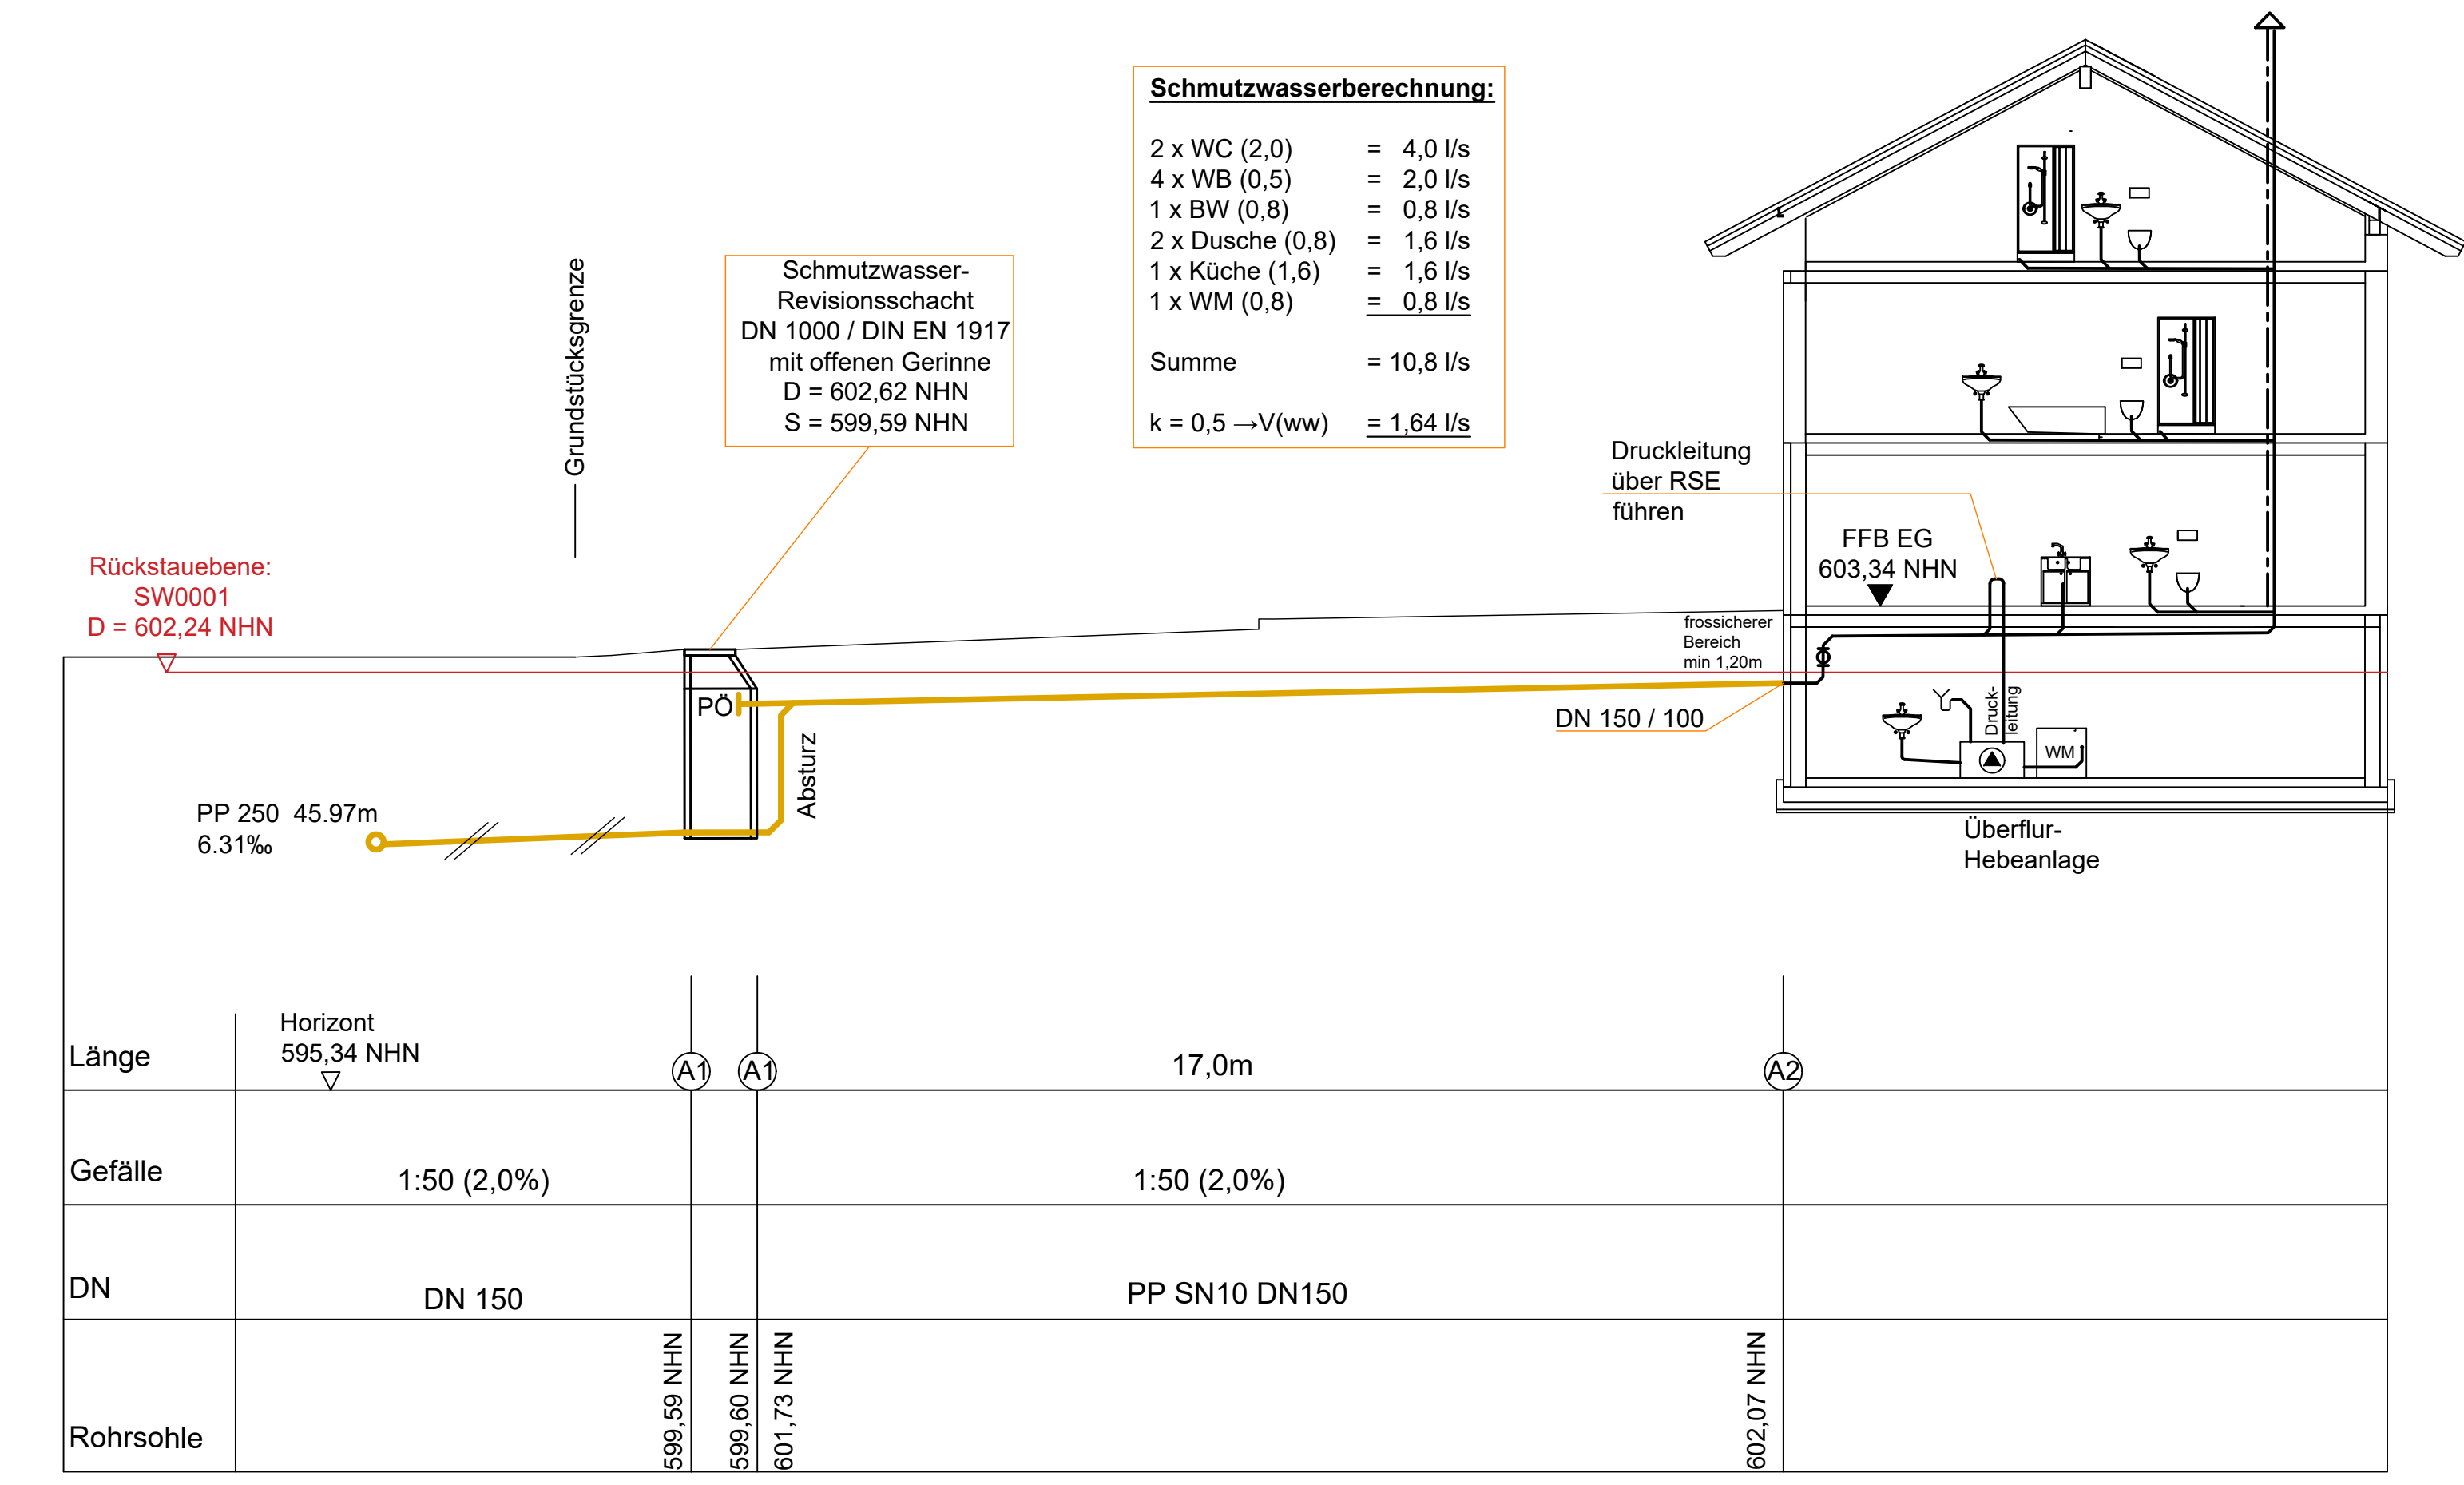 Schmutzwasserberechnung:
2 x WC (2,0) = 4,0 l/s
4 x WB (0,5) = 2,0 l/s
1 x BW (0,8) = 0,8 l/s
2 x Dusche (0,8) = 1,6 l/s
1 x Küche (1,6) = 1,6 l/s
1 x WM (0,8) = 0,8 l/s
Summe = 10,8 l/s
k = 0,5 →V(ww) = 1,64 l/s
Grundstücksgrenze
Schmutzwasser-
Revisionsschacht
DN 1000 / DIN EN 1917
mit offenen Gerinne
D = 602,62 NHN
S = 599,59 NHN
Druckleitung
über RSE
führen
FFB EG
603,34 NHN
Rückstauebene:
SW0001
D = 602,24 NHN
frossicherer
Bereich
min 1,20m
PÖ
Absturz
DN 150 / 100
Druck-
leitung
WM
PP 250 45.97m
6.31‰
Überflur-
Hebeanlage
Horizont
595,34 NHN
Länge
A1
A1
17,0m
A2
Gefälle
1:50 (2,0%)
1:50 (2,0%)
DN
DN 150
PP SN10 DN150
Rohrsohle
599,59 NHN
599,60 NHN
601,73 NHN
602,07 NHN